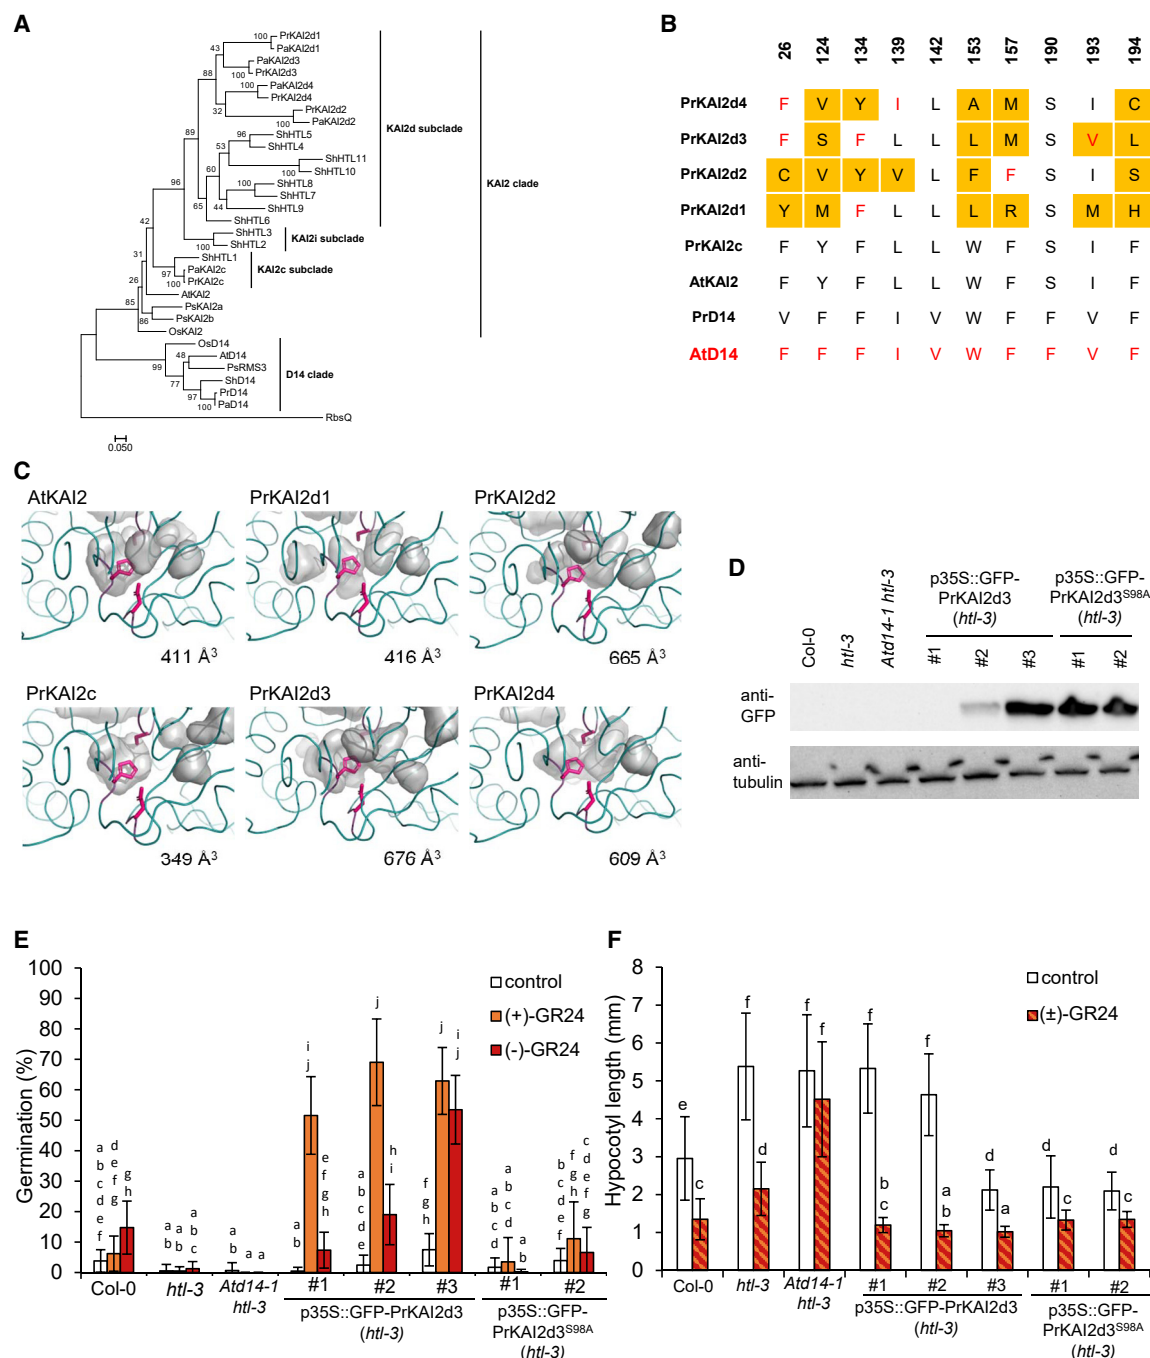 A
PrKAI2d1
PaKAI2d1
PaKAI2d3
PrKAI2d3
PaKAI2d4
PrKAI2d4
PrKAI2d2
PaKAI2d2
ShHTL5
ShHTL4
ShHTL11
ShHTL10
ShHTL8
ShHTL7
ShHTL9
ShHTL6
ShHTL3
ShHTL2
ShHTL1
PaKAI2c
PrKAI2c
AtKAI2
PsKAI2a
PsKAI2b
OsKAI2
OsD14
AtD14
PsRMS3
ShD14
PrD14
PaD14
RbsQ
100
43
100
88
100
32
100
89
96
53
100
60
100
44
65
96
100
42
31
97
100
26
85
86
48
99
77
97
100
KAI2d subclade
KAI2 clade
KAI2i subclade
KAI2c subclade
D14 clade
0.050
B
26 124 134 139 142 153 157 190 193 194
PrKAI2d4 F V Y I L A M S I C
PrKAI2d3 F S F L L L M S V L
PrKAI2d2 C V Y V L F F S I S
PrKAI2d1 Y M F L L L R S M H
PrKAI2c F Y F L L W F S I F
AtKAI2 F Y F L L W F S I F
PrD14 V F F I V W F F V F
AtD14 F F F I V W F F V F
C
AtKAI2 PrKAI2d1 PrKAI2d2
411 Å3 416 Å3 665 Å3
PrKAI2c PrKAI2d3 PrKAI2d4
349 Å3 676 Å3 609 Å3
D
Col-0
htl-3
Atd14-1 htl-3
p35S::GFP-
PrKAI2d3
(htl-3)
p35S::GFP-
PrKAI2d3S98A
(htl-3)
#1 #2 #3 #1 #2
anti-
GFP
anti-
tubulin
E
Germination (%)
100
90
80
70
60
50
40
30
20
10
0
control
(+)-GR24
(-)-GR24
a b c d e f
d e f g
g h
a b
a b
a b c
a b
a
a
a b
i j
e f g h
a b c d e
j
h i
f g h
j
i j
a b c d
a b c d
a b
b c d e f
f g h
c d e f g
Col-0
htl-3
Atd14-1
htl-3
#1 #2 #3 #1 #2
p35S::GFP-PrKAI2d3
(htl-3)
p35S::GFP-
PrKAI2d3S98A
(htl-3)
F
Hypocotyl length (mm)
8
7
6
5
4
3
2
1
0
control
(±)-GR24
e
c
f
d
f
f
f
b c
f
a b
d
a
d
c
d
c
Col-0
htl-3
Atd14-1
htl-3
#1 #2 #3 #1 #2
p35S::GFP-PrKAI2d3
(htl-3)
p35S::GFP-
PrKAI2d3S98A
(htl-3)